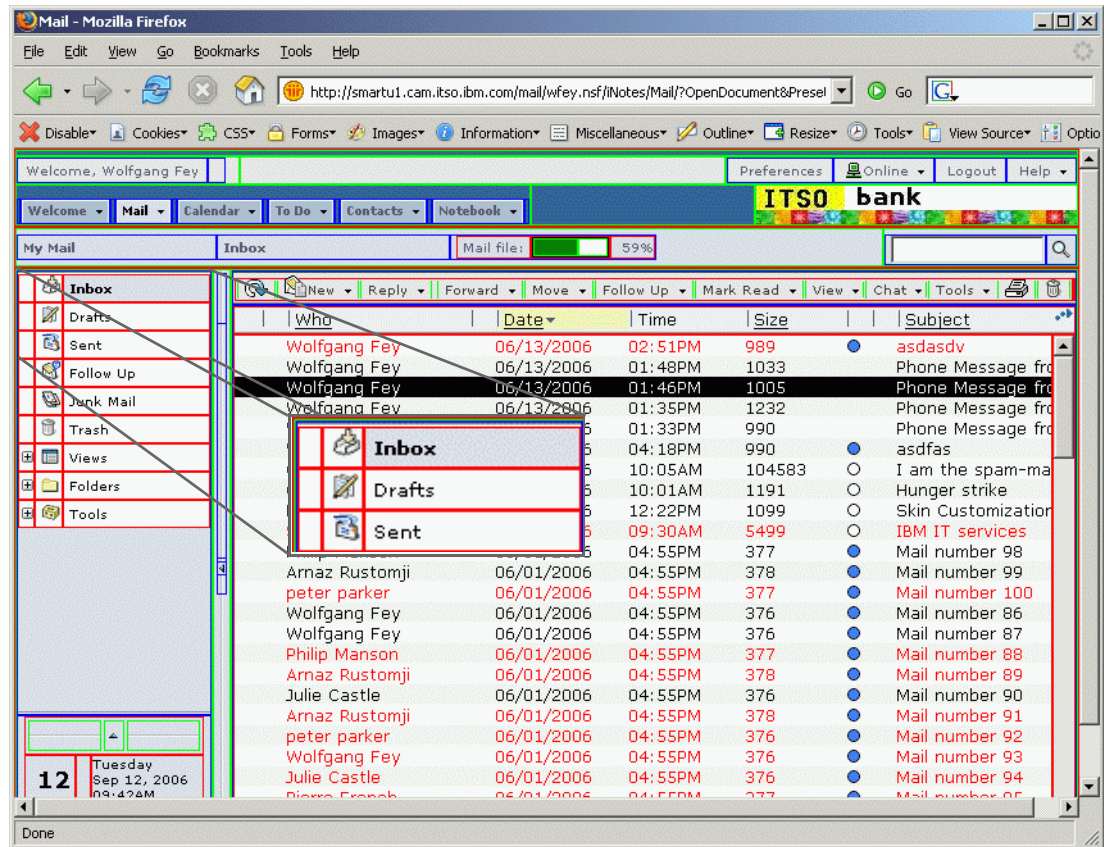 Mail - Mozilla Firefox
File Edit View Go Bookmarks Tools Help
http://smartu1.cam.itso.ibm.com/mail/wfey.nsf/iNotes/Mail/?OpenDocument&Presel Go G
Disable Cookies CSS Forms Images Information Miscellaneous Outline Resize Tools View Source Optio
Welcome, Wolfgang Fey Preferences Online Logout Help
ITSO bank
Welcome Mail Calendar To Do Contacts Notebook
My Mail Inbox Mail file: 59%
Inbox
Drafts
Sent
Follow Up
Junk Mail
Trash
Views
Folders
Tools
New Reply Forward Move Follow Up Mark Read View Chat Tools
Who Date Time Size Subject
Wolfgang Fey 06/13/2006 02:51PM 989 asdasdv
Wolfgang Fey 06/13/2006 01:48PM 1033 Phone Message fro
Wolfgang Fey 06/13/2006 01:46PM 1005 Phone Message fro
Wolfgang Fey 06/13/2006 01:35PM 1232 Phone Message fro
01:33PM 990 Phone Message fro
04:18PM 990 asdfas
10:05AM 104583 I am the spam-ma
10:01AM 1191 Hunger strike
12:22PM 1099 Skin Customization
09:30AM 5499 IBM IT services
Inbox
Drafts
Sent
06/01/2006 04:55PM 377 Mail number 98
Arnaz Rustomji 06/01/2006 04:55PM 378 Mail number 99
peter parker 06/01/2006 04:55PM 377 Mail number 100
Wolfgang Fey 06/01/2006 04:55PM 376 Mail number 86
Wolfgang Fey 06/01/2006 04:55PM 376 Mail number 87
Philip Manson 06/01/2006 04:55PM 377 Mail number 88
Arnaz Rustomji 06/01/2006 04:55PM 378 Mail number 89
Julie Castle 06/01/2006 04:55PM 376 Mail number 90
Arnaz Rustomji 06/01/2006 04:55PM 378 Mail number 91
peter parker 06/01/2006 04:55PM 376 Mail number 92
Wolfgang Fey 06/01/2006 04:55PM 376 Mail number 93
Julie Castle 06/01/2006 04:55PM 376 Mail number 94
12
Tuesday
Sep 12, 2006
09:42AM
Done